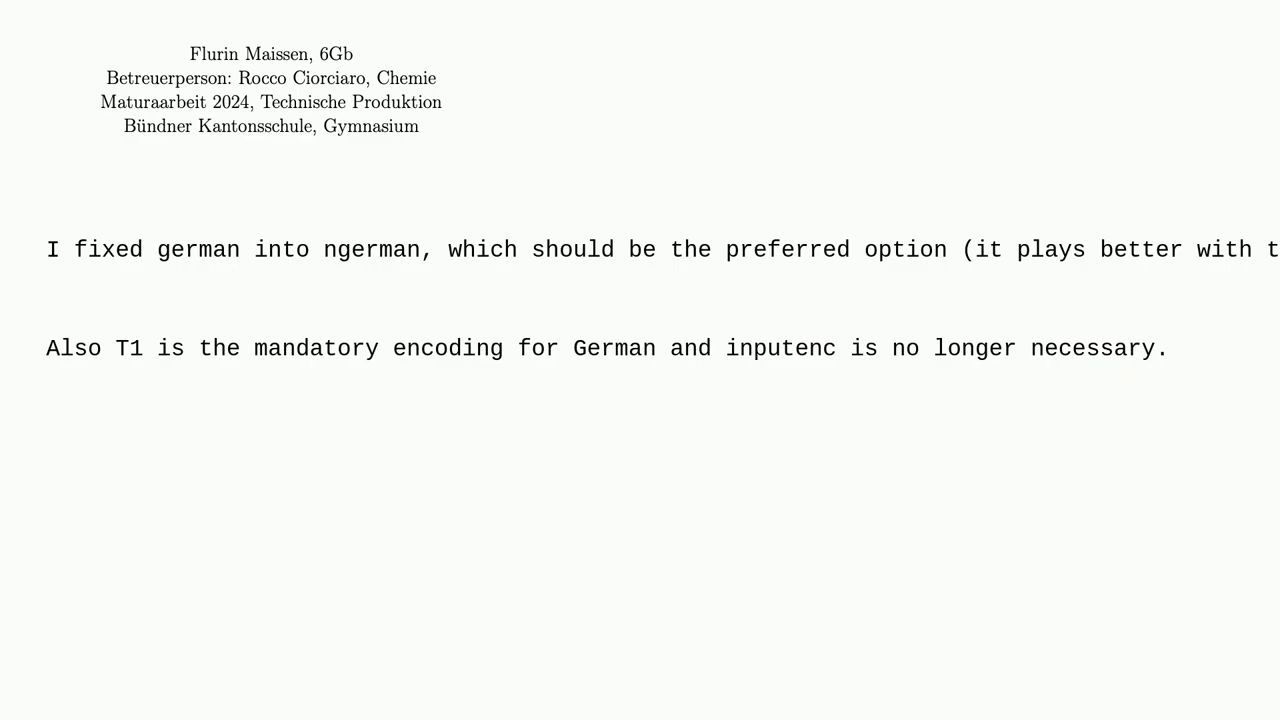 Flurin Maissen, 6Gb
Betreuerperson: Rocco Ciorciaro, Chemie
Maturaarbeit 2024, Technische Produktion
Bündner Kantonsschule, Gymnasium
I fixed german into ngerman, which should be the preferred option (it plays better with
Also T1 is the mandatory encoding for German and inputenc is no longer necessary.